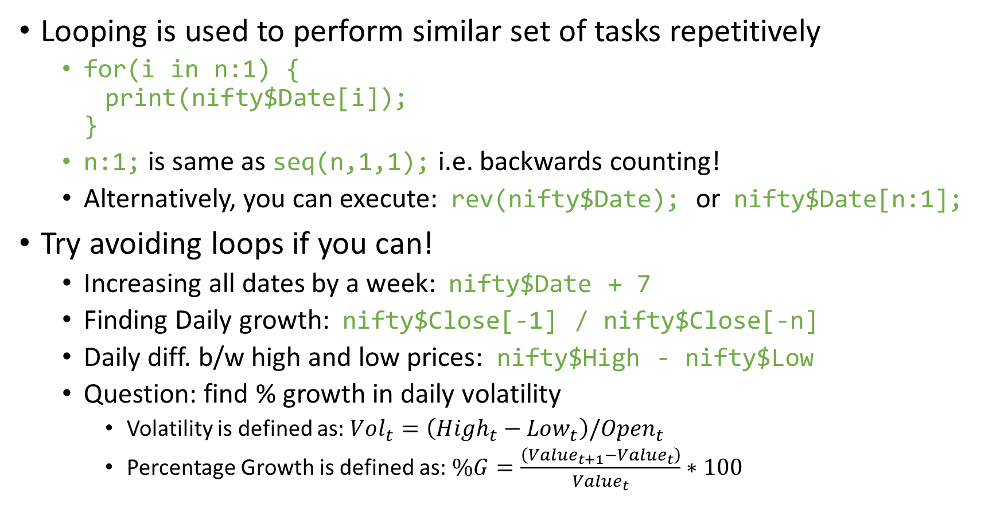 • Looping is used to perform similar set of tasks repetitively
• for(i in n:1) {
print(nifty$Date[i]);
}
• n:1; is same as seq(n,1,1); i.e. backwards counting!
• Alternatively, you can execute: rev(nifty$Date); or nifty$Date[n:1];
• Try avoiding loops if you can!
• Increasing all dates by a week: nifty$Date + 7
• Finding Daily growth: nifty$Close[-1] / nifty$Close[-n]
• Daily diff. b/w high and low prices: nifty$High - nifty$Low
• Question: find % growth in daily volatility
• Volatility is defined as: Vol_t = (High_t − Low_t)/Open_t
• Percentage Growth is defined as: %G = (Value_{t+1}−Value_t) / Value_t ∗ 100